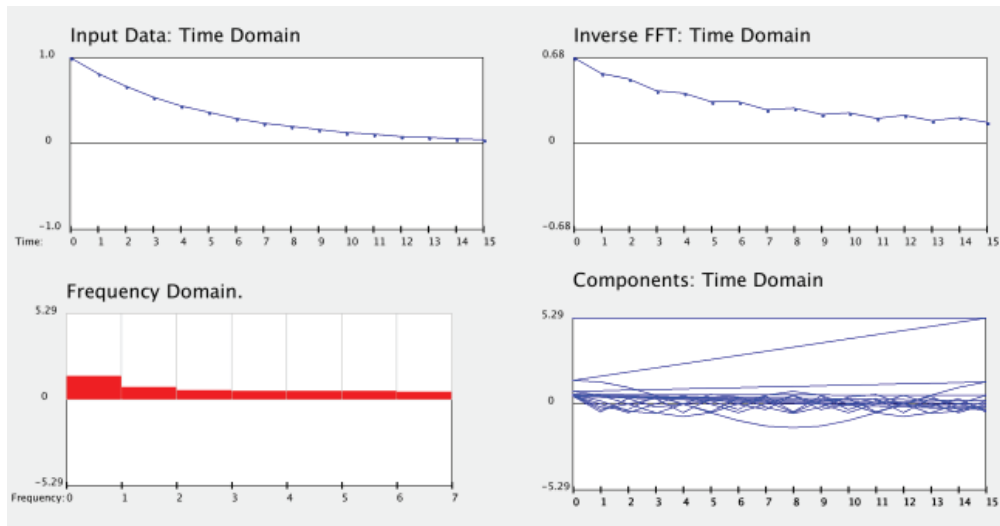 Input Data: Time Domain
1.0
0
-1.0
Time:
0 1 2 3 4 5 6 7 8 9 10 11 12 13 14 15
Inverse FFT: Time Domain
0.68
0
-0.68
0 1 2 3 4 5 6 7 8 9 10 11 12 13 14 15
Frequency Domain.
5.29
0
-5.29
Frequency: 0 1 2 3 4 5 6 7
Components: Time Domain
5.29
0
-5.29
0 1 2 3 4 5 6 7 8 9 10 11 12 13 14 15